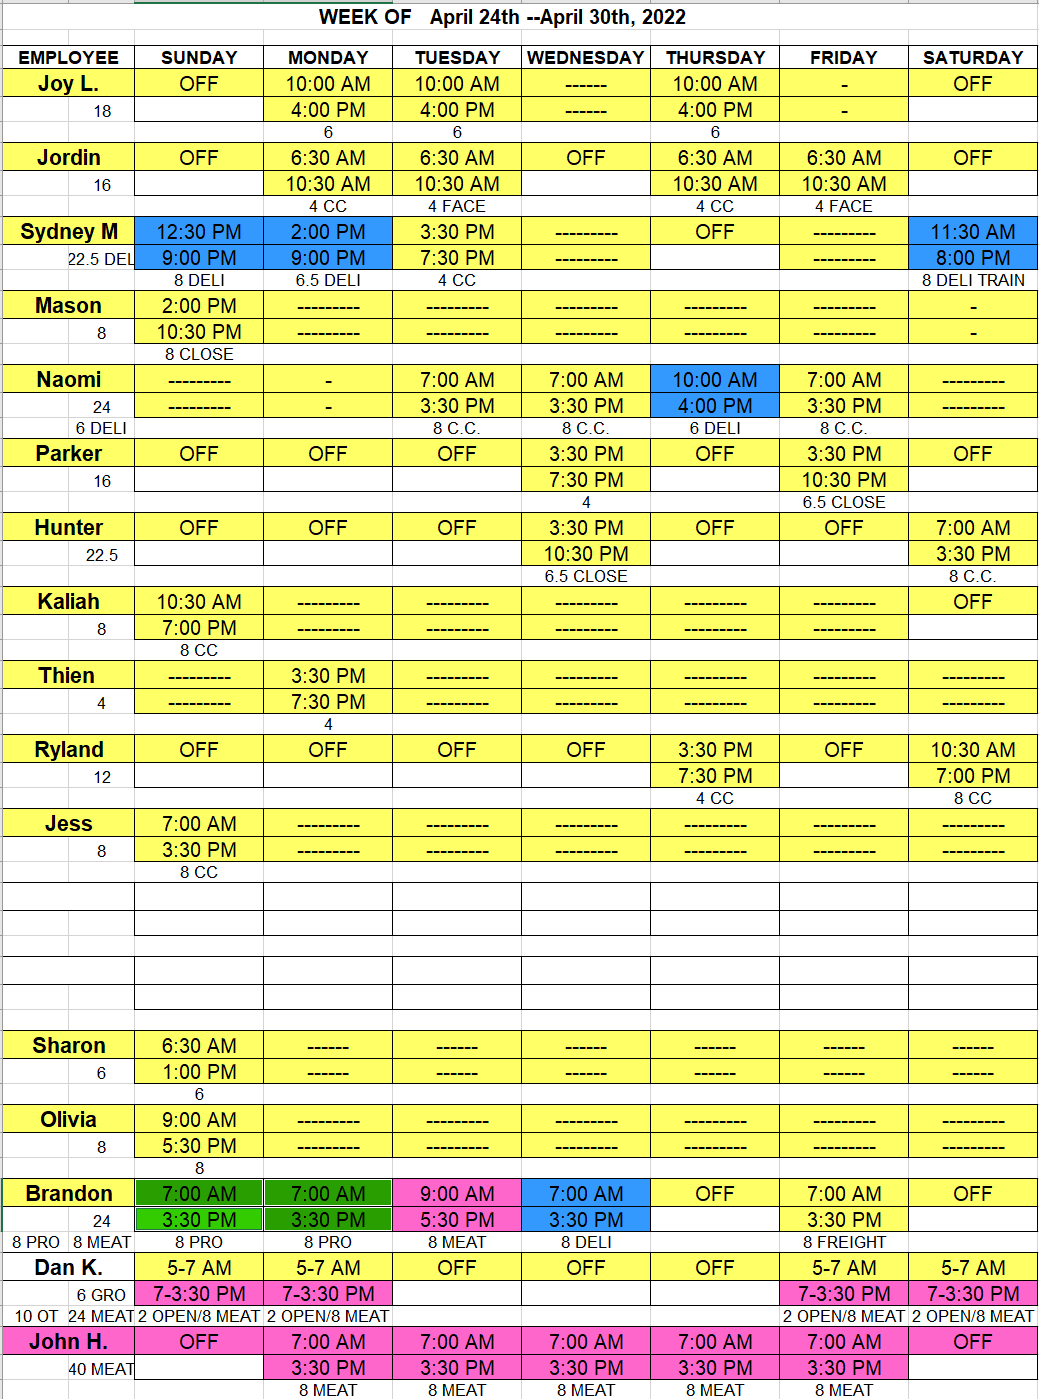 WEEK OF April 24th --April 30th, 2022
EMPLOYEE SUNDAY MONDAY TUESDAY WEDNESDAY THURSDAY FRIDAY SATURDAY
Joy L. OFF 10:00 AM 10:00 AM ------ 10:00 AM - OFF
18 4:00 PM 4:00 PM ------ 4:00 PM -
6 6 6
Jordin OFF 6:30 AM 6:30 AM OFF 6:30 AM 6:30 AM OFF
16 10:30 AM 10:30 AM 10:30 AM 10:30 AM
4 CC 4 FACE 4 CC 4 FACE
Sydney M 12:30 PM 2:00 PM 3:30 PM --------- OFF --------- 11:30 AM
22.5 DEL 9:00 PM 9:00 PM 7:30 PM --------- --------- 8:00 PM
8 DELI 6.5 DELI 4 CC 8 DELI TRAIN
Mason 2:00 PM --------- --------- --------- --------- --------- -
8 10:30 PM --------- --------- --------- --------- --------- -
8 CLOSE
Naomi --------- - 7:00 AM 7:00 AM 10:00 AM 7:00 AM ---------
24 --------- - 3:30 PM 3:30 PM 4:00 PM 3:30 PM ---------
6 DELI 8 C.C. 8 C.C. 6 DELI 8 C.C.
Parker OFF OFF OFF 3:30 PM OFF 3:30 PM OFF
16 7:30 PM 10:30 PM
4 6.5 CLOSE
Hunter OFF OFF OFF 3:30 PM OFF OFF 7:00 AM
22.5 10:30 PM 3:30 PM
6.5 CLOSE 8 C.C.
Kaliah 10:30 AM --------- --------- --------- --------- --------- OFF
8 7:00 PM --------- --------- --------- --------- ---------
8 CC
Thien --------- 3:30 PM --------- --------- --------- --------- ---------
4 --------- 7:30 PM --------- --------- --------- --------- ---------
4
Ryland OFF OFF OFF OFF 3:30 PM OFF 10:30 AM
12 7:30 PM 7:00 PM
4 CC 8 CC
Jess 7:00 AM --------- --------- --------- --------- --------- ---------
8 3:30 PM --------- --------- --------- --------- --------- ---------
8 CC
Sharon 6:30 AM ------ ------ ------ ------ ------ ------
6 1:00 PM ------ ------ ------ ------ ------ ------
6
Olivia 9:00 AM --------- --------- --------- --------- --------- ---------
8 5:30 PM --------- --------- --------- --------- --------- ---------
8
Brandon 7:00 AM 7:00 AM 9:00 AM 7:00 AM OFF 7:00 AM OFF
24 3:30 PM 3:30 PM 5:30 PM 3:30 PM 3:30 PM
8 PRO 8 MEAT 8 PRO 8 PRO 8 MEAT 8 DELI 8 FREIGHT
Dan K. 5-7 AM 5-7 AM OFF OFF OFF 5-7 AM 5-7 AM
6 GRO 7-3:30 PM 7-3:30 PM 7-3:30 PM 7-3:30 PM
10 OT 24 MEAT 2 OPEN/8 MEAT 2 OPEN/8 MEAT 2 OPEN/8 MEAT 2 OPEN/8 MEAT
John H. OFF 7:00 AM 7:00 AM 7:00 AM 7:00 AM 7:00 AM OFF
40 MEAT 3:30 PM 3:30 PM 3:30 PM 3:30 PM 3:30 PM
8 MEAT 8 MEAT 8 MEAT 8 MEAT 8 MEAT